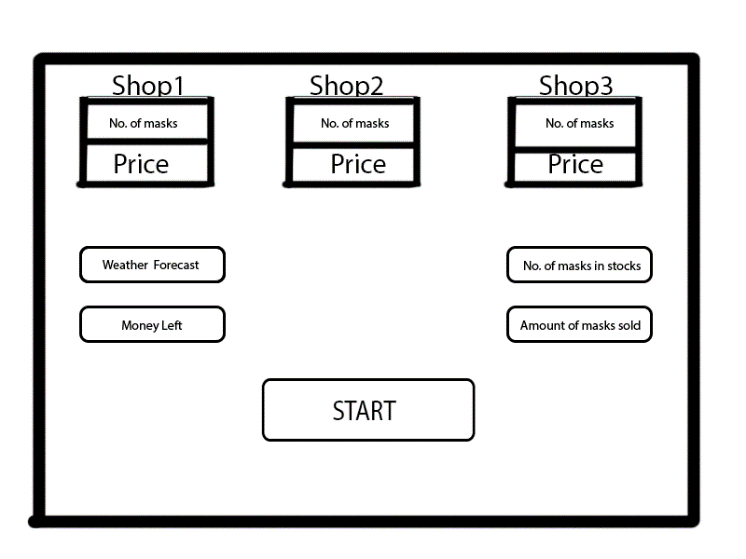 Shop1
Shop2
Shop3
No. of masks
No. of masks
No. of masks
Price
Price
Price
Weather Forecast
No. of masks in stocks
Money Left
Amount of masks sold
START